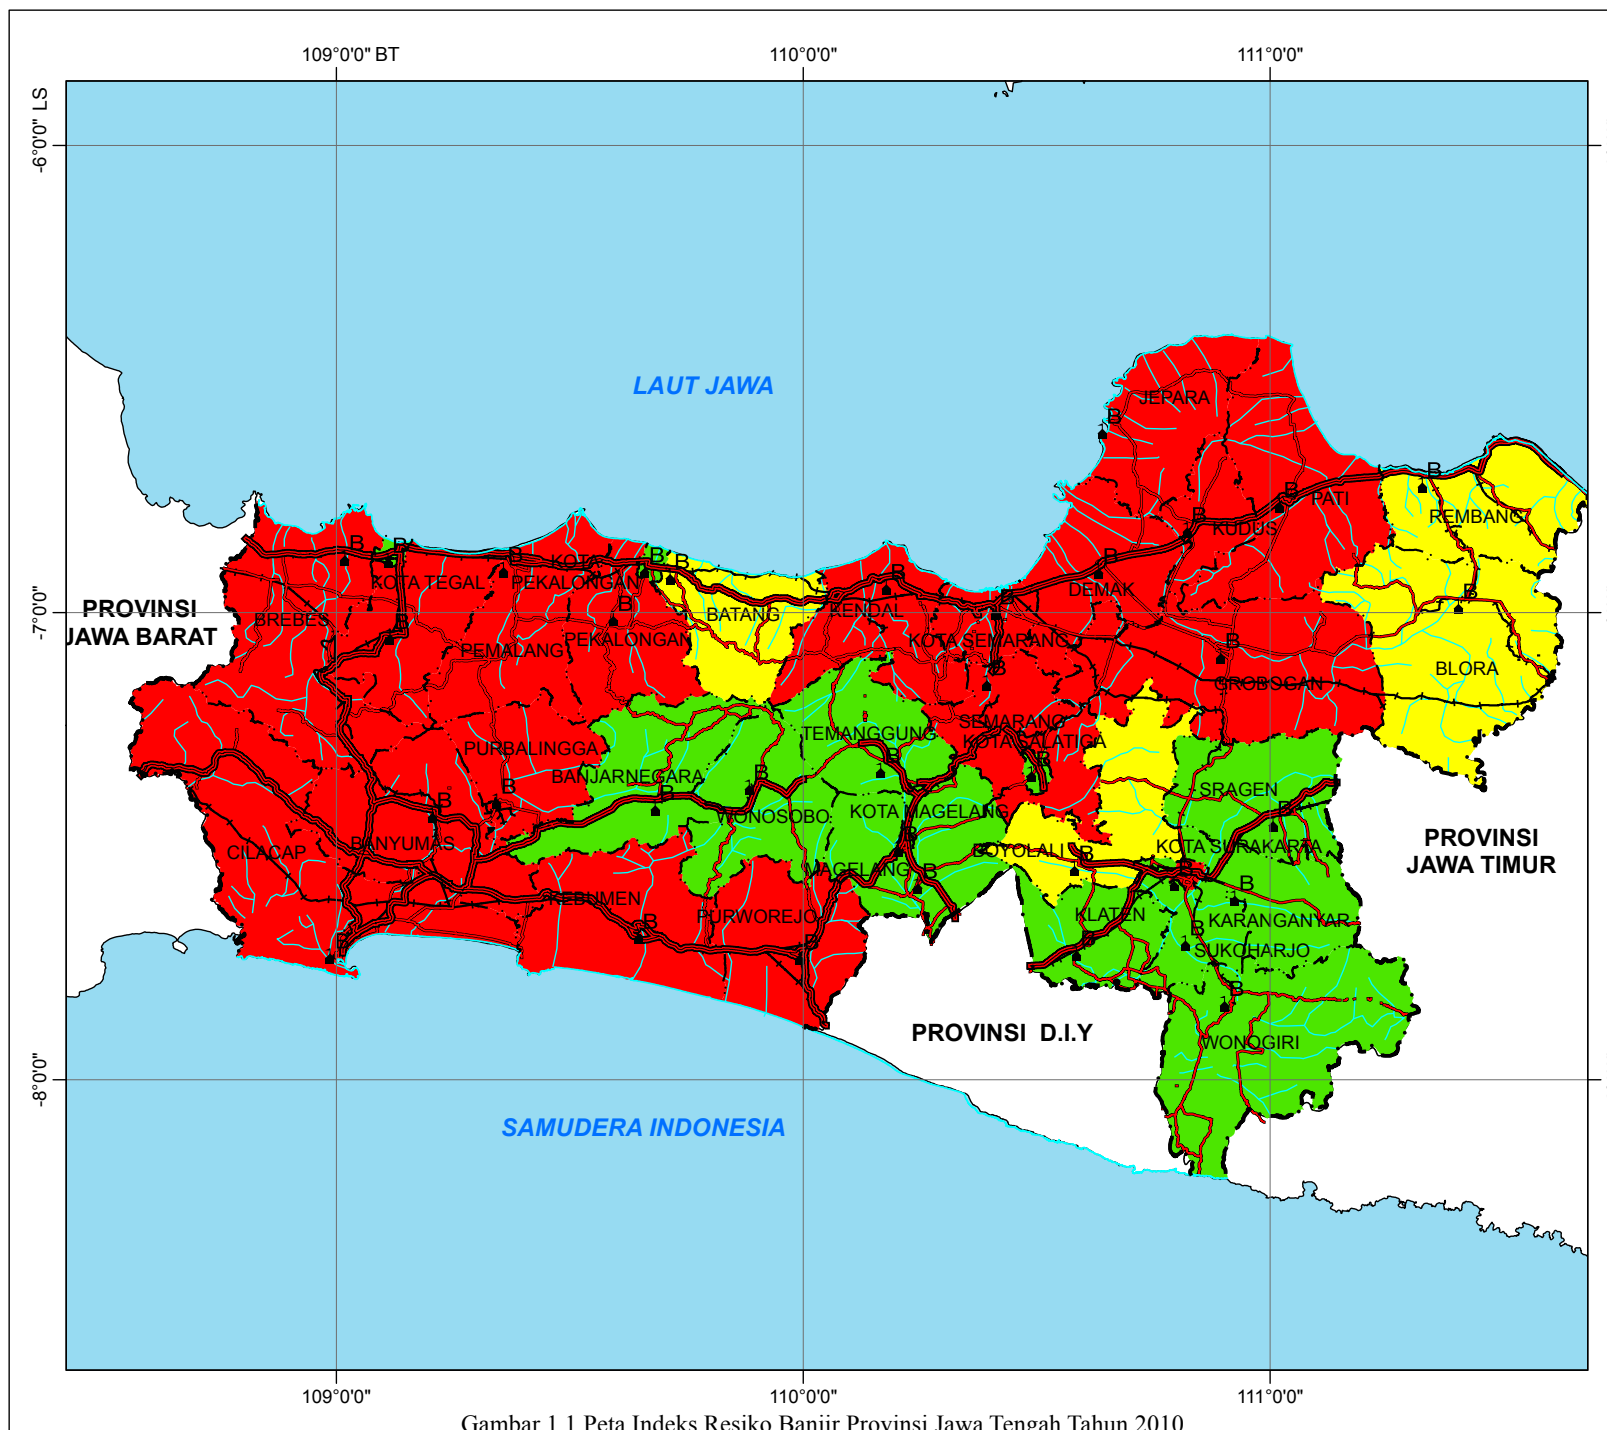 109°0'0" BT
110°0'0"
111°0'0"
-6°0'0" LS
LAUT JAWA
JEPARA
B
B
B
PATI
REMBANG
B
KUDUS
B
B
B
B
KOTA
B
B
B
KOTA TEGAL
PEKALONGAN
B
DEMAK
B
-7°0'0"
PROVINSI
JAWA BARAT
BREBES
B
B
BATANG
KENDAL
B
PEKALONGAN
KOTA SEMARANG
B
PEMALANG
B
BLORA
GROBOGAN
SEMARANG
TEMANGGUNG
KOTA SALATIGA
PURBALINGGA
BANJARNEGARA
B
B
B
SRAGEN
B
B
B
WONOSOBO
KOTA MAGELANG
B
PROVINSI
JAWA TIMUR
CILACAP
BANYUMAS
B
BOYOLALI
B
KOTA SURAKARTA
MAGELANG
B
B
B
KEBUMEN
PURWOREJO
KLATEN
KARANGANYAR
B
B
B
B
B
SUKOHARJO
B
PROVINSI D.I.Y
WONOGIRI
-8°0'0"
SAMUDERA INDONESIA
109°0'0"
110°0'0"
111°0'0"
Gambar 1.1 Peta Indeks Resiko Banjir Provinsi Jawa Tengah Tahun 2010